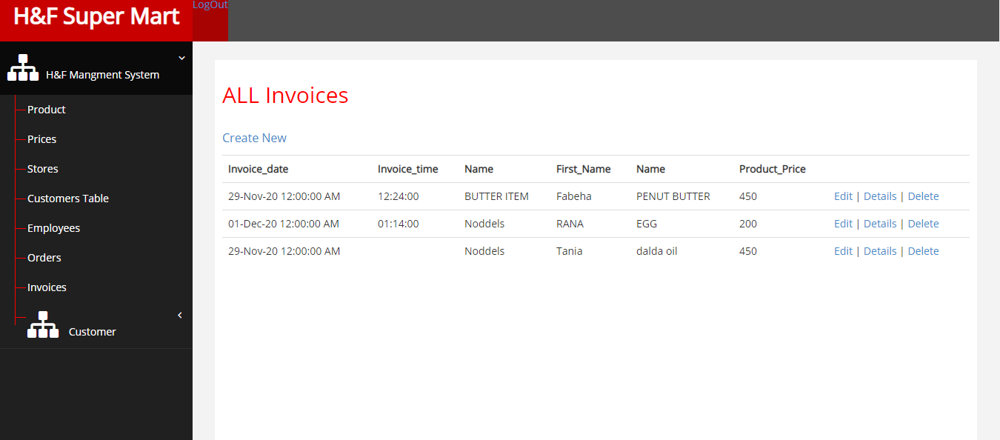 H&F Super Mart
LogOut
H&F Mangment System
Product
Prices
Stores
Customers Table
Employees
Orders
Invoices
Customer
ALL Invoices
Create New
Invoice_date Invoice_time Name First_Name Name Product_Price
29-Nov-20 12:00:00 AM 12:24:00 BUTTER ITEM Fabeha PENUT BUTTER 450 Edit | Details | Delete
01-Dec-20 12:00:00 AM 01:14:00 Noddels RANA EGG 200 Edit | Details | Delete
29-Nov-20 12:00:00 AM Noddels Tania dalda oil 450 Edit | Details | Delete